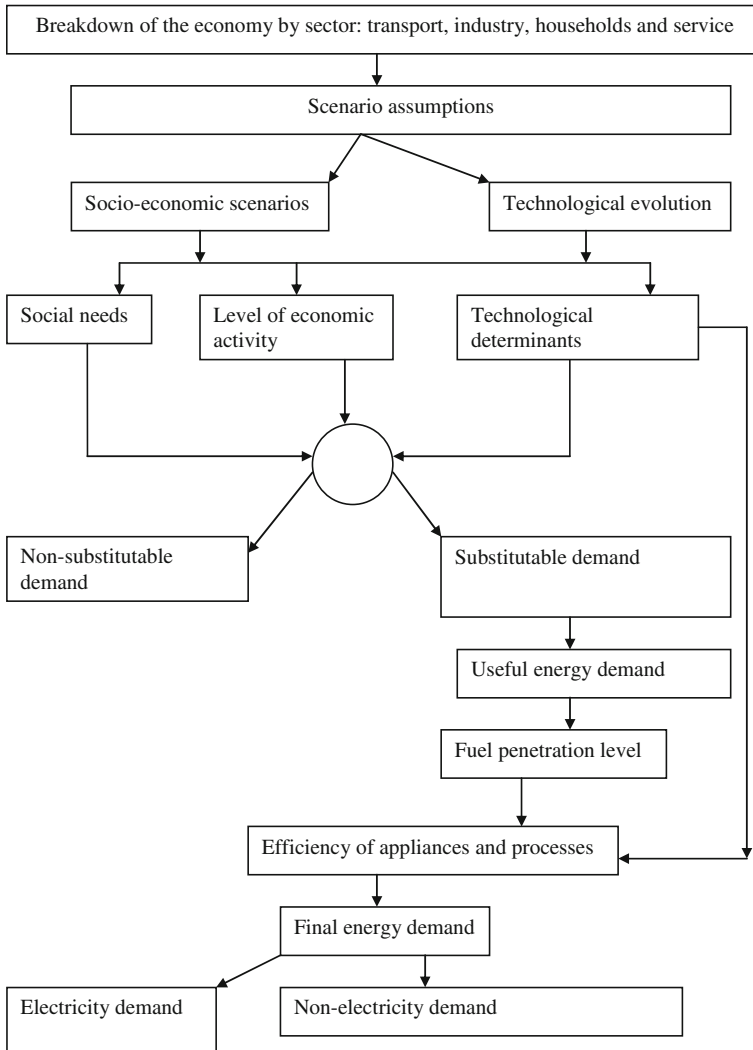 Breakdown of the economy by sector: transport, industry, households and service
Scenario assumptions
Socio-economic scenarios
Technological evolution
Social needs
Level of economic
activity
Technological
determinants
Non-substitutable
demand
Substitutable demand
Useful energy demand
Fuel penetration level
Efficiency of appliances and processes
Final energy demand
Electricity demand
Non-electricity demand